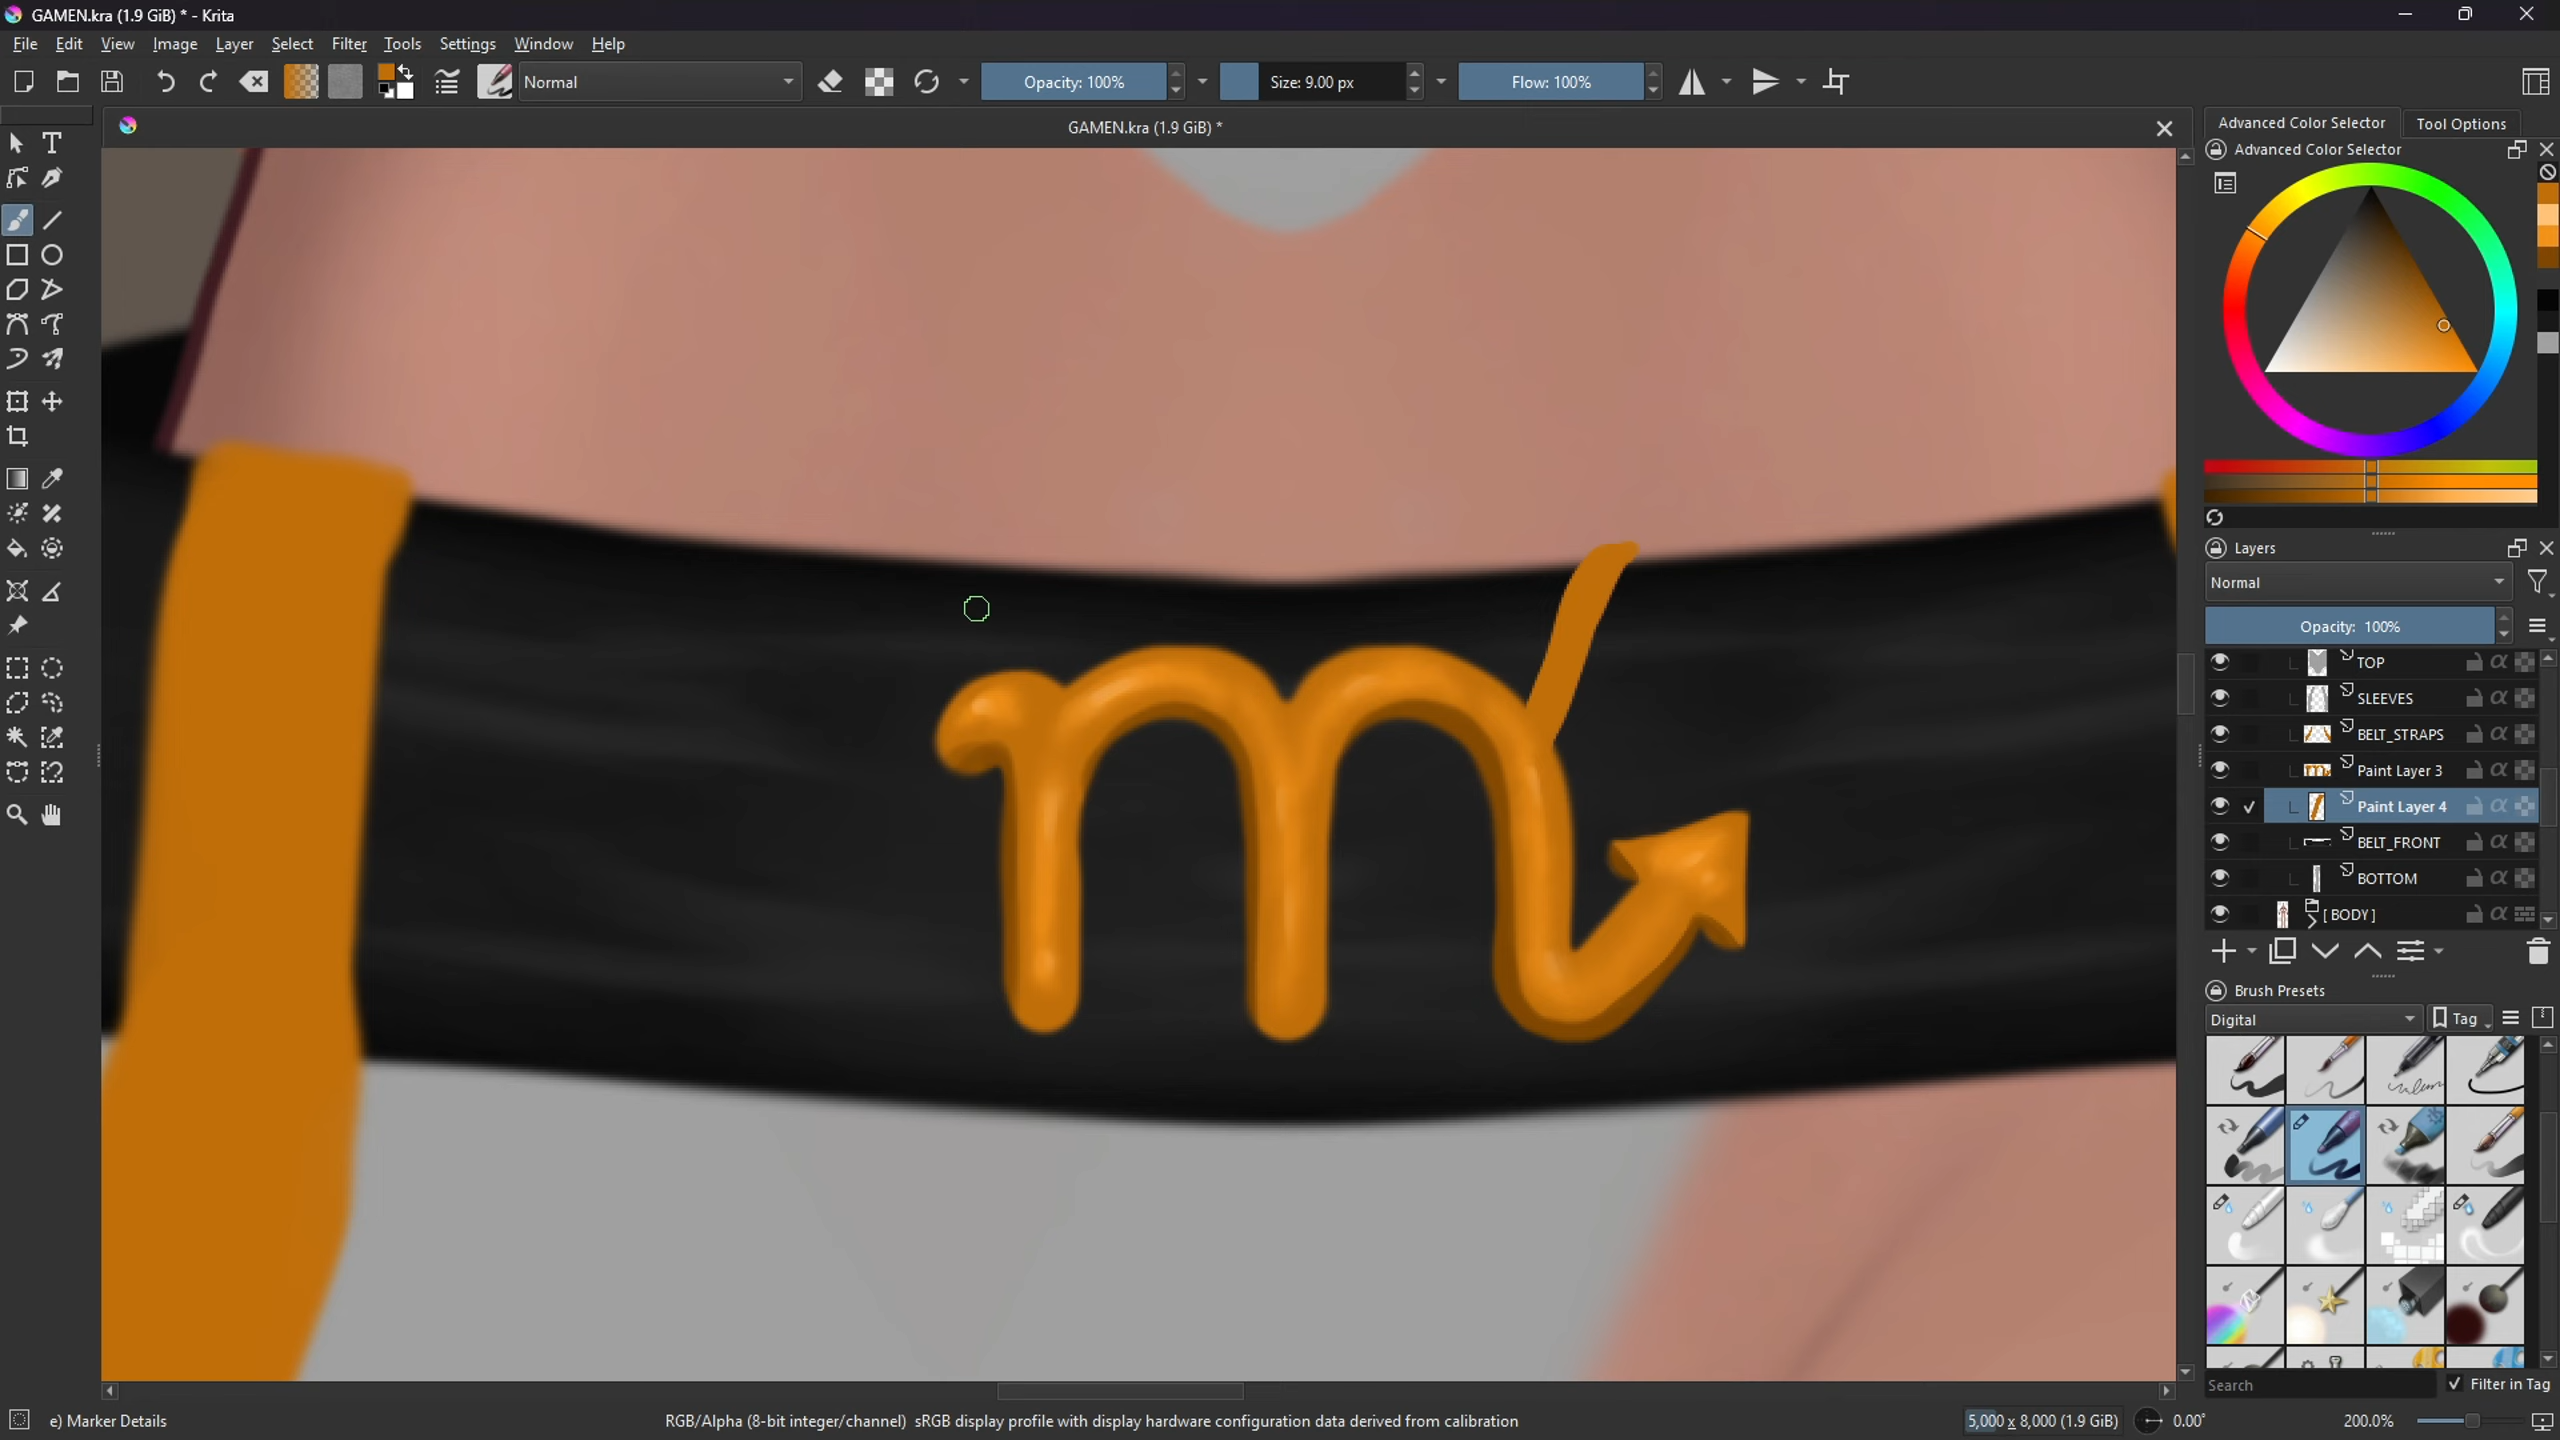 GAMEN.kra (1.9 GiB) * - Krita
File Edit View Image Layer Select Filter Tools Settings Window Help
Normal Opacity: 100% Size: 9.00 px Flow: 100%
GAMEN.kra (1.9 GiB) *
Advanced Color Selector Tool Options
Advanced Color Selector
Layers
Normal
Opacity: 100%
TOP
SLEEVES
BELT_STRAPS
Paint Layer 3
Paint Layer 4
BELT_FRONT
BOTTOM
[ BODY ]
Brush Presets
Digital Tag
Search Filter in Tag
e) Marker Details RGB/Alpha (8-bit integer/channel) sRGB display profile with display hardware configuration data derived from calibration 5,000 x 8,000 (1.9 GiB) 0.00° 200.0%